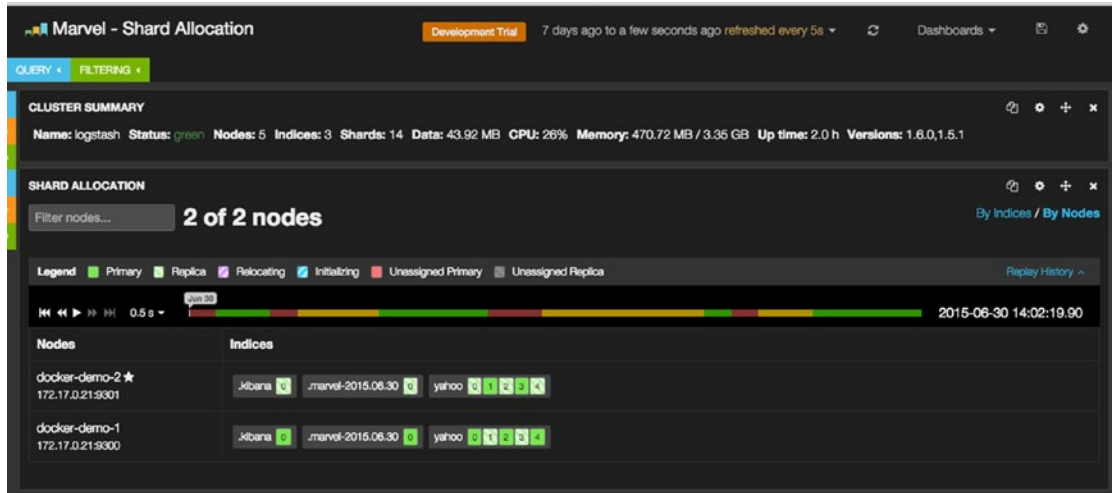 Marvel - Shard Allocation
Development Trial
7 days ago to a few seconds ago refreshed every 5s
Dashboards
QUERY
FILTERING
CLUSTER SUMMARY
Name: logstash Status: green Nodes: 5 Indices: 3 Shards: 14 Data: 43.92 MB CPU: 26% Memory: 470.72 MB / 3.35 GB Up time: 2.0 h Versions: 1.6.0,1.5.1
SHARD ALLOCATION
Filter nodes...
2 of 2 nodes
By Indices / By Nodes
Legend Primary Replica Relocating Initializing Unassigned Primary Unassigned Replica
Replay History
Jun 30
0.5 s
2015-06-30 14:02:19.90
Nodes Indices
docker-demo-2
172.17.0.21:9301
.kibana 0 .marvel-2015.06.30 0 yahoo 0 1 2 3 4
docker-demo-1
172.17.0.21:9300
.kibana 0 .marvel-2015.06.30 0 yahoo 0 1 2 3 4